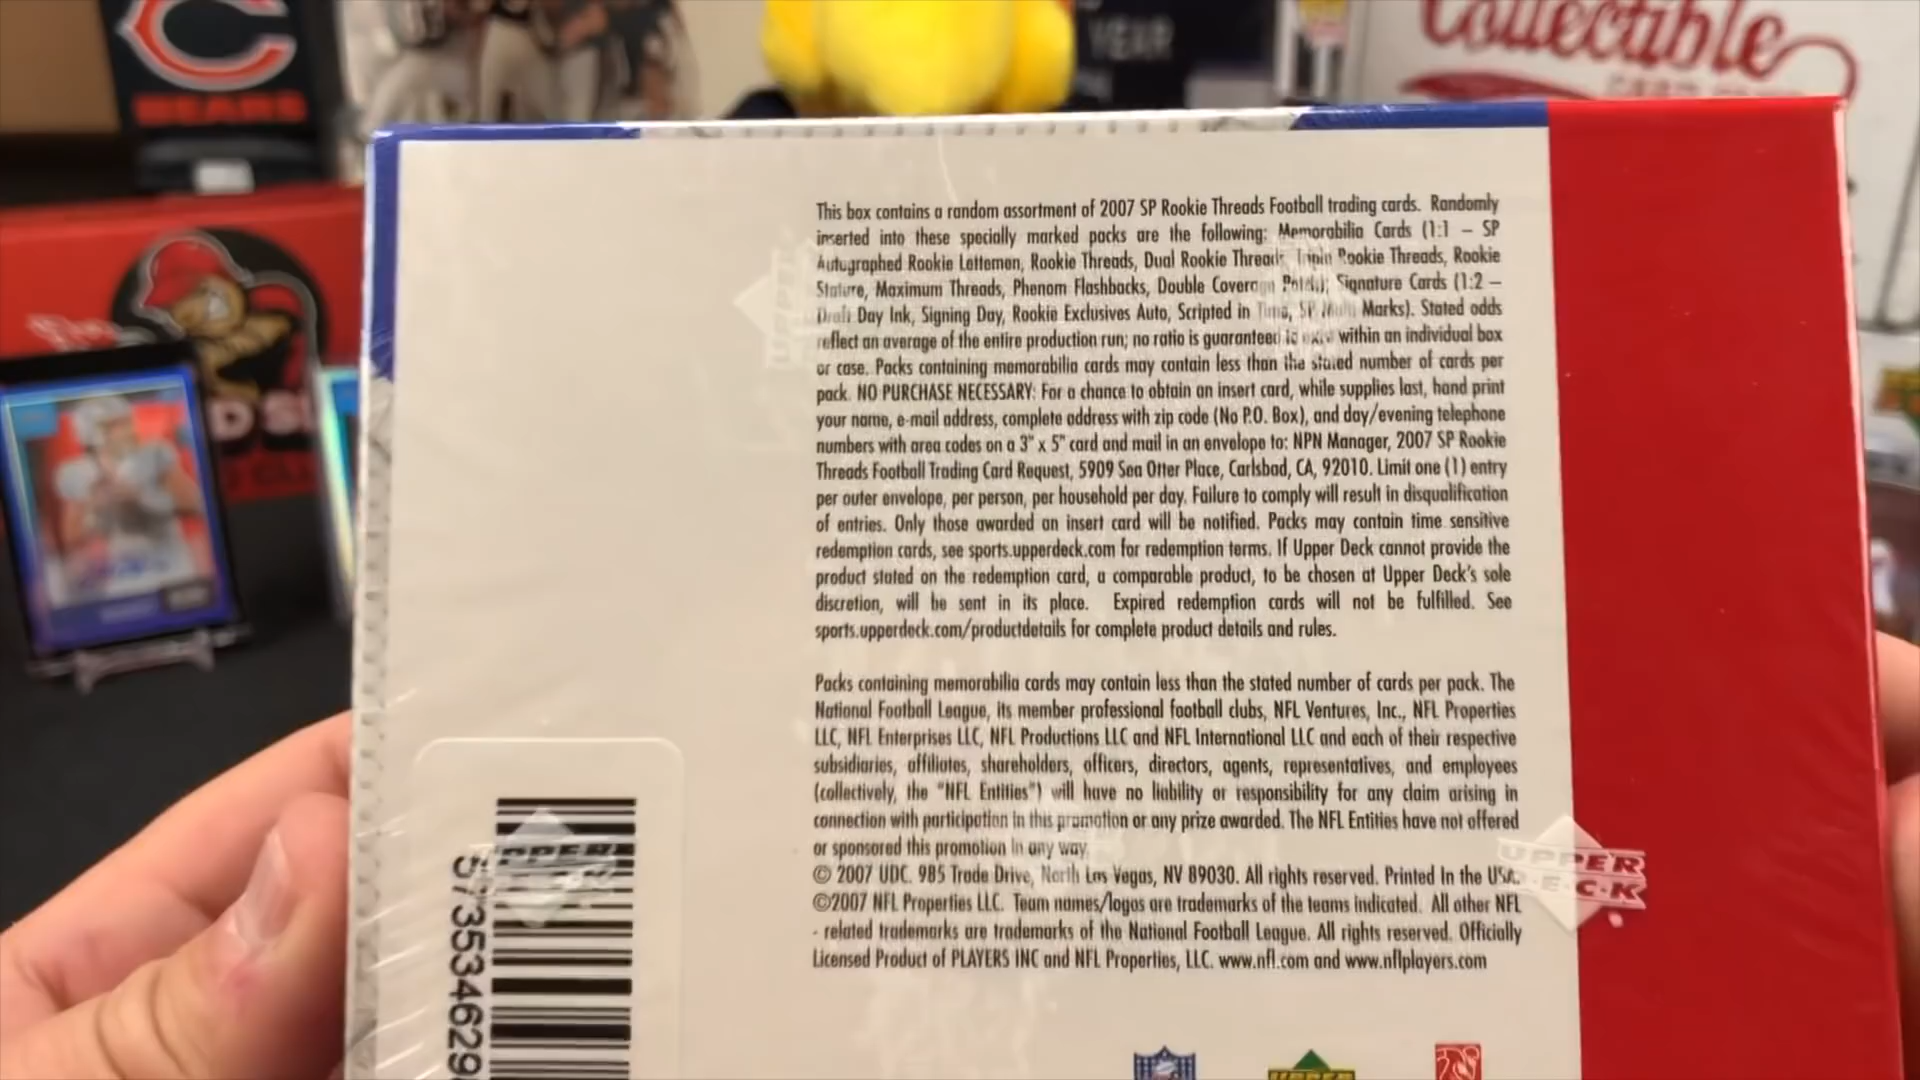 BEARS
YEAR
Collectible
This box contains a random assortment of 2007 SP Rookie Threads Football trading cards. Randomly
inserted into these specially marked packs are the following: Memorabilia Cards (1:1 – SP
Autographed Rookie Lettermen, Rookie Threads, Dual Rookie Threads, Triple Rookie Threads, Rookie
Stature, Maximum Threads, Phenom Flashbacks, Double Coverage Patch); Signature Cards (1:2 –
Draft Day Ink, Signing Day, Rookie Exclusives Auto, Scripted in Time, SP Multi Marks). Stated odds
reflect an average of the entire production run; no ratio is guaranteed to exist within an individual box
or case. Packs containing memorabilia cards may contain less than the stated number of cards per
pack. NO PURCHASE NECESSARY: For a chance to obtain an insert card, while supplies last, hand print
your name, e-mail address, complete address with zip code (No P.O. Box), and day/evening telephone
numbers with area codes on a 3" x 5" card and mail in an envelope to: NPN Manager, 2007 SP Rookie
Threads Football Trading Card Request, 5909 Sea Otter Place, Carlsbad, CA, 92010. Limit one (1) entry
per outer envelope, per person, per household per day. Failure to comply will result in disqualification
of entries. Only those awarded an insert card will be notified. Packs may contain time sensitive
redemption cards, see sports.upperdeck.com for redemption terms. If Upper Deck cannot provide the
product stated on the redemption card, a comparable product, to be chosen at Upper Deck's sole
discretion, will be sent in its place. Expired redemption cards will not be fulfilled. See
sports.upperdeck.com/productdetails for complete product details and rules.
Packs containing memorabilia cards may contain less than the stated number of cards per pack. The
National Football League, its member professional football clubs, NFL Ventures, Inc., NFL Properties
LLC, NFL Enterprises LLC, NFL Productions LLC and NFL International LLC and each of their respective
subsidiaries, affiliates, shareholders, officers, directors, agents, representatives, and employees
(collectively, the "NFL Entities") will have no liability or responsibility for any claim arising in
connection with participation in this promotion or any prize awarded. The NFL Entities have not offered
or sponsored this promotion in any way.
© 2007 UDC. 985 Trade Drive, North Las Vegas, NV 89030. All rights reserved. Printed in the USA.
©2007 NFL Properties LLC. Team names/logos are trademarks of the teams indicated. All other NFL
- related trademarks are trademarks of the National Football League. All rights reserved. Officially
Licensed Product of PLAYERS INC and NFL Properties, LLC. www.nfl.com and www.nflplayers.com
UPPER
DECK
UPPER
573534629
UPPER